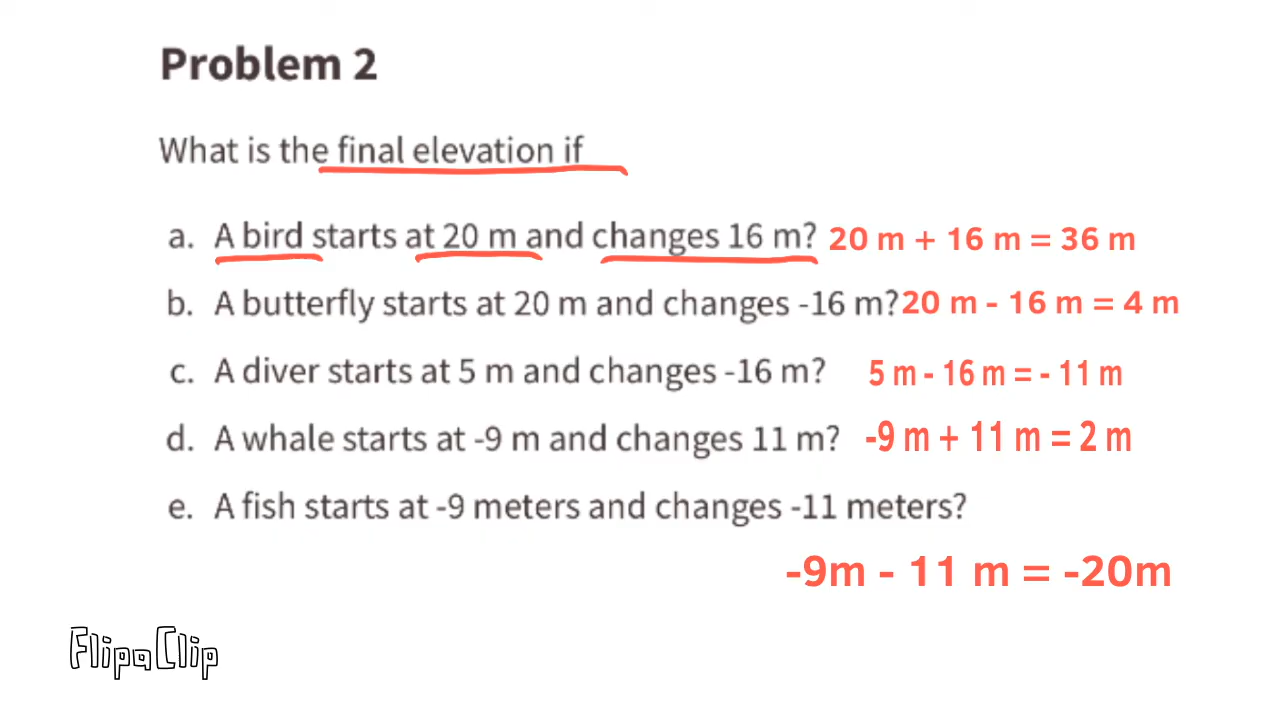 Problem 2
What is the final elevation if
a. A bird starts at 20 m and changes 16 m? 20 m + 16 m = 36 m
b. A butterfly starts at 20 m and changes -16 m? 20 m - 16 m = 4 m
c. A diver starts at 5 m and changes -16 m? 5 m - 16 m = - 11 m
d. A whale starts at -9 m and changes 11 m? -9 m + 11 m = 2 m
e. A fish starts at -9 meters and changes -11 meters?
-9m - 11 m = -20m
FlipaClip